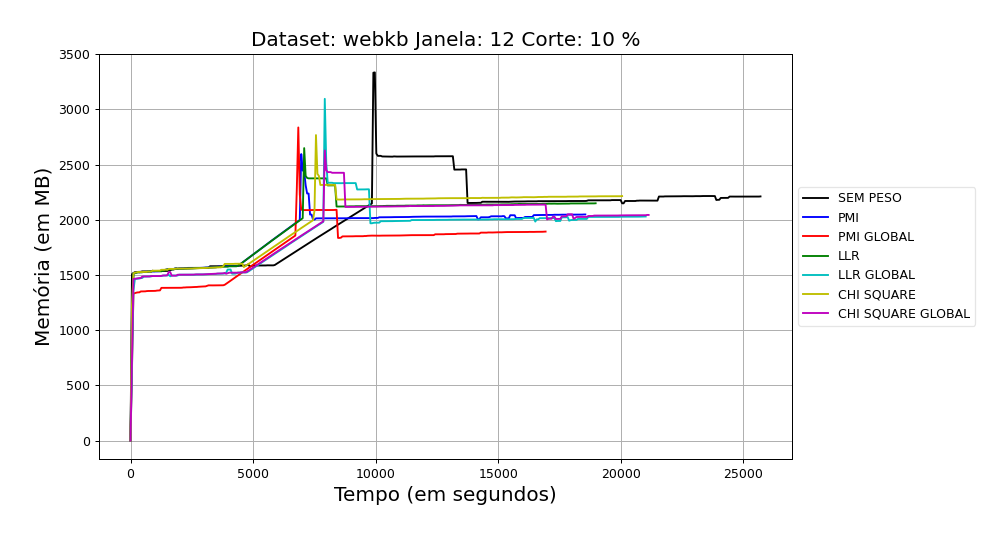 Dataset: webkb Janela: 12 Corte: 10 %
3500
3000
2500
2000
1500
1000
500
0
Memória (em MB)
0 5000 10000 15000 20000 25000
Tempo (em segundos)
SEM PESO
PMI
PMI GLOBAL
LLR
LLR GLOBAL
CHI SQUARE
CHI SQUARE GLOBAL